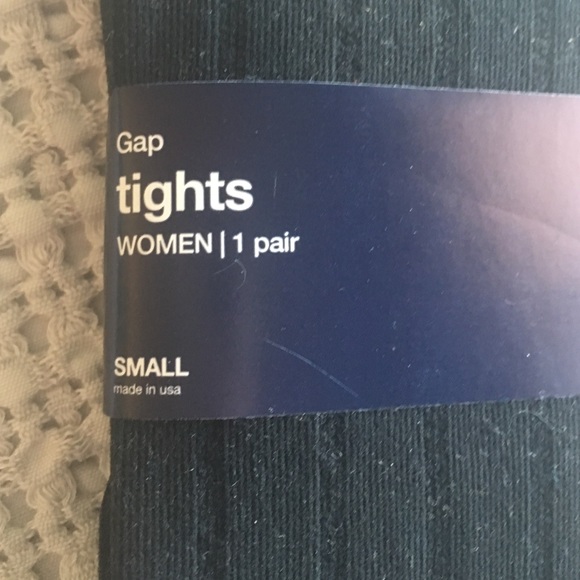 Gap
tights
WOMEN | 1 pair
SMALL
made in usa